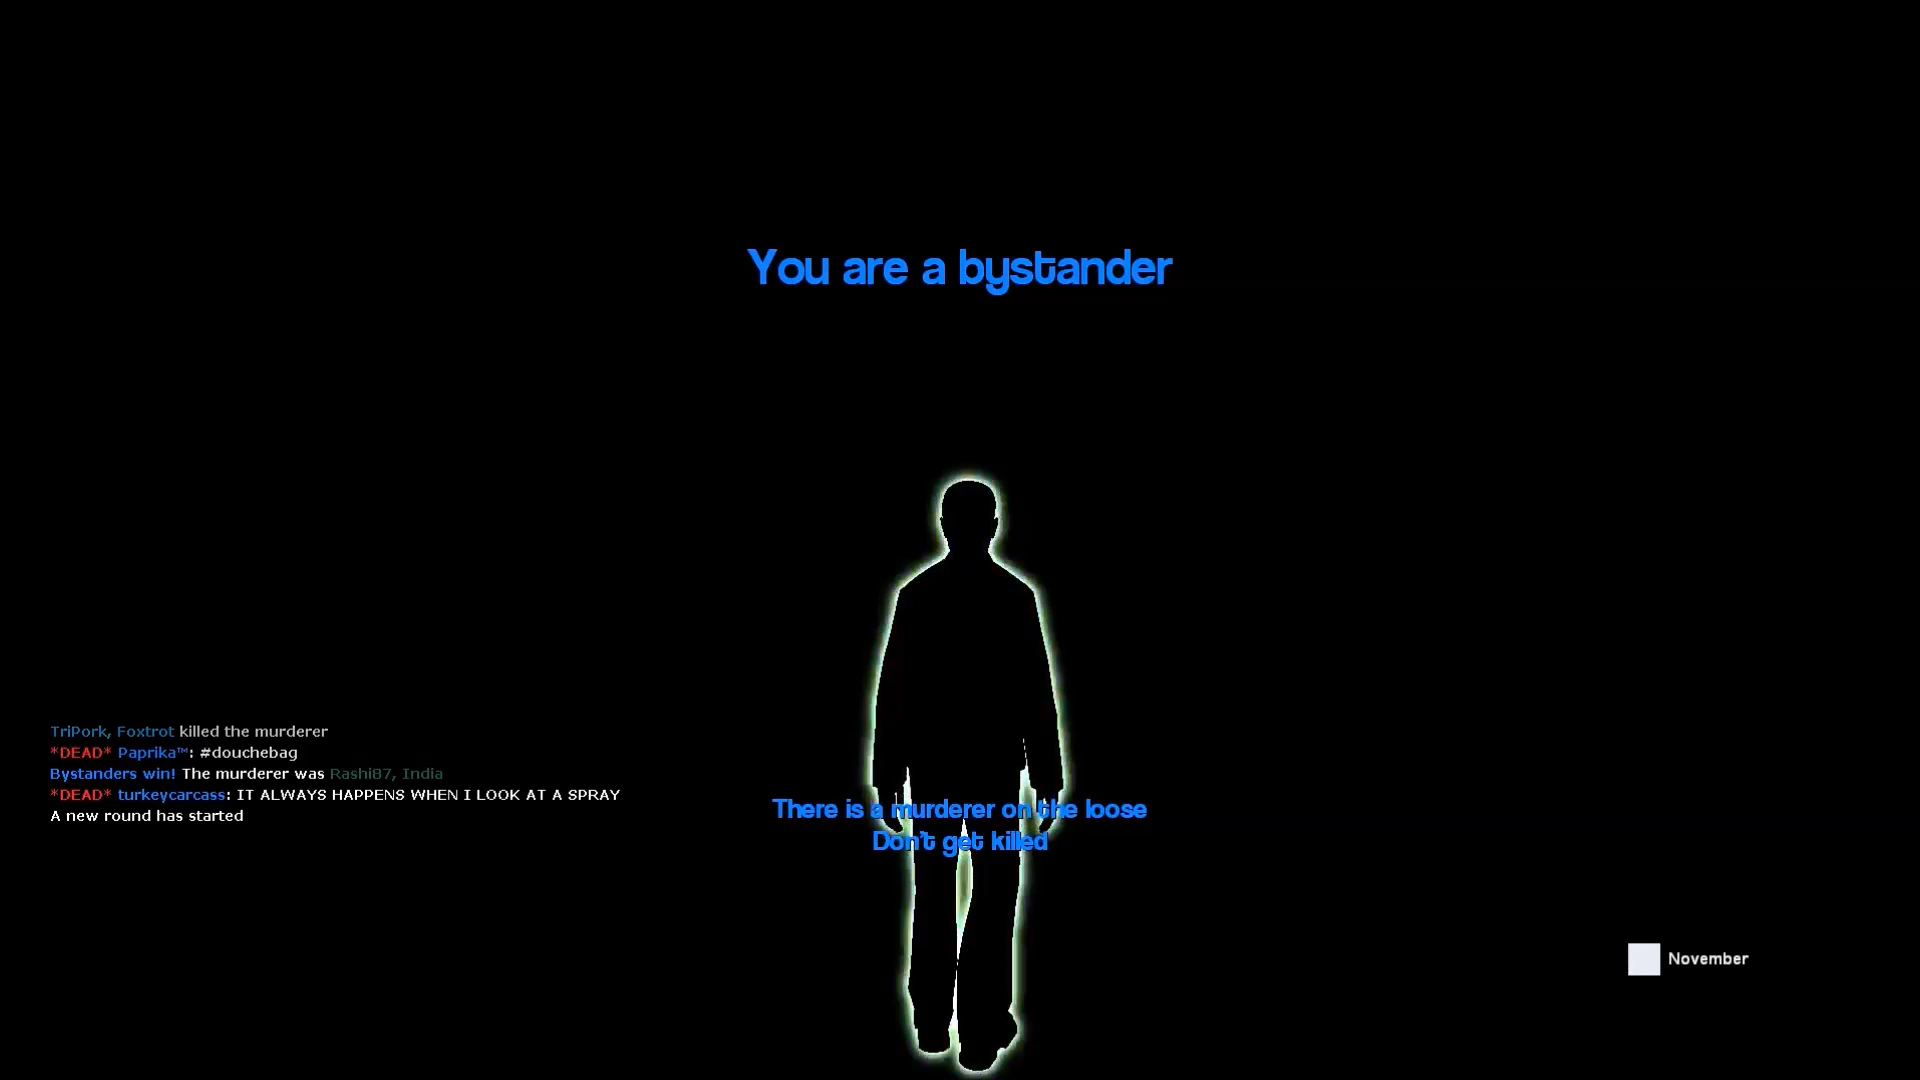 You are a bystander
TriPork, Foxtrot killed the murderer
*DEAD* Paprika™: #douchebag
Bystanders win! The murderer was Rashi87, India
*DEAD* turkeycarcass: IT ALWAYS HAPPENS WHEN I LOOK AT A SPRAY
A new round has started
There is a murderer on the loose
Don't get killed
November